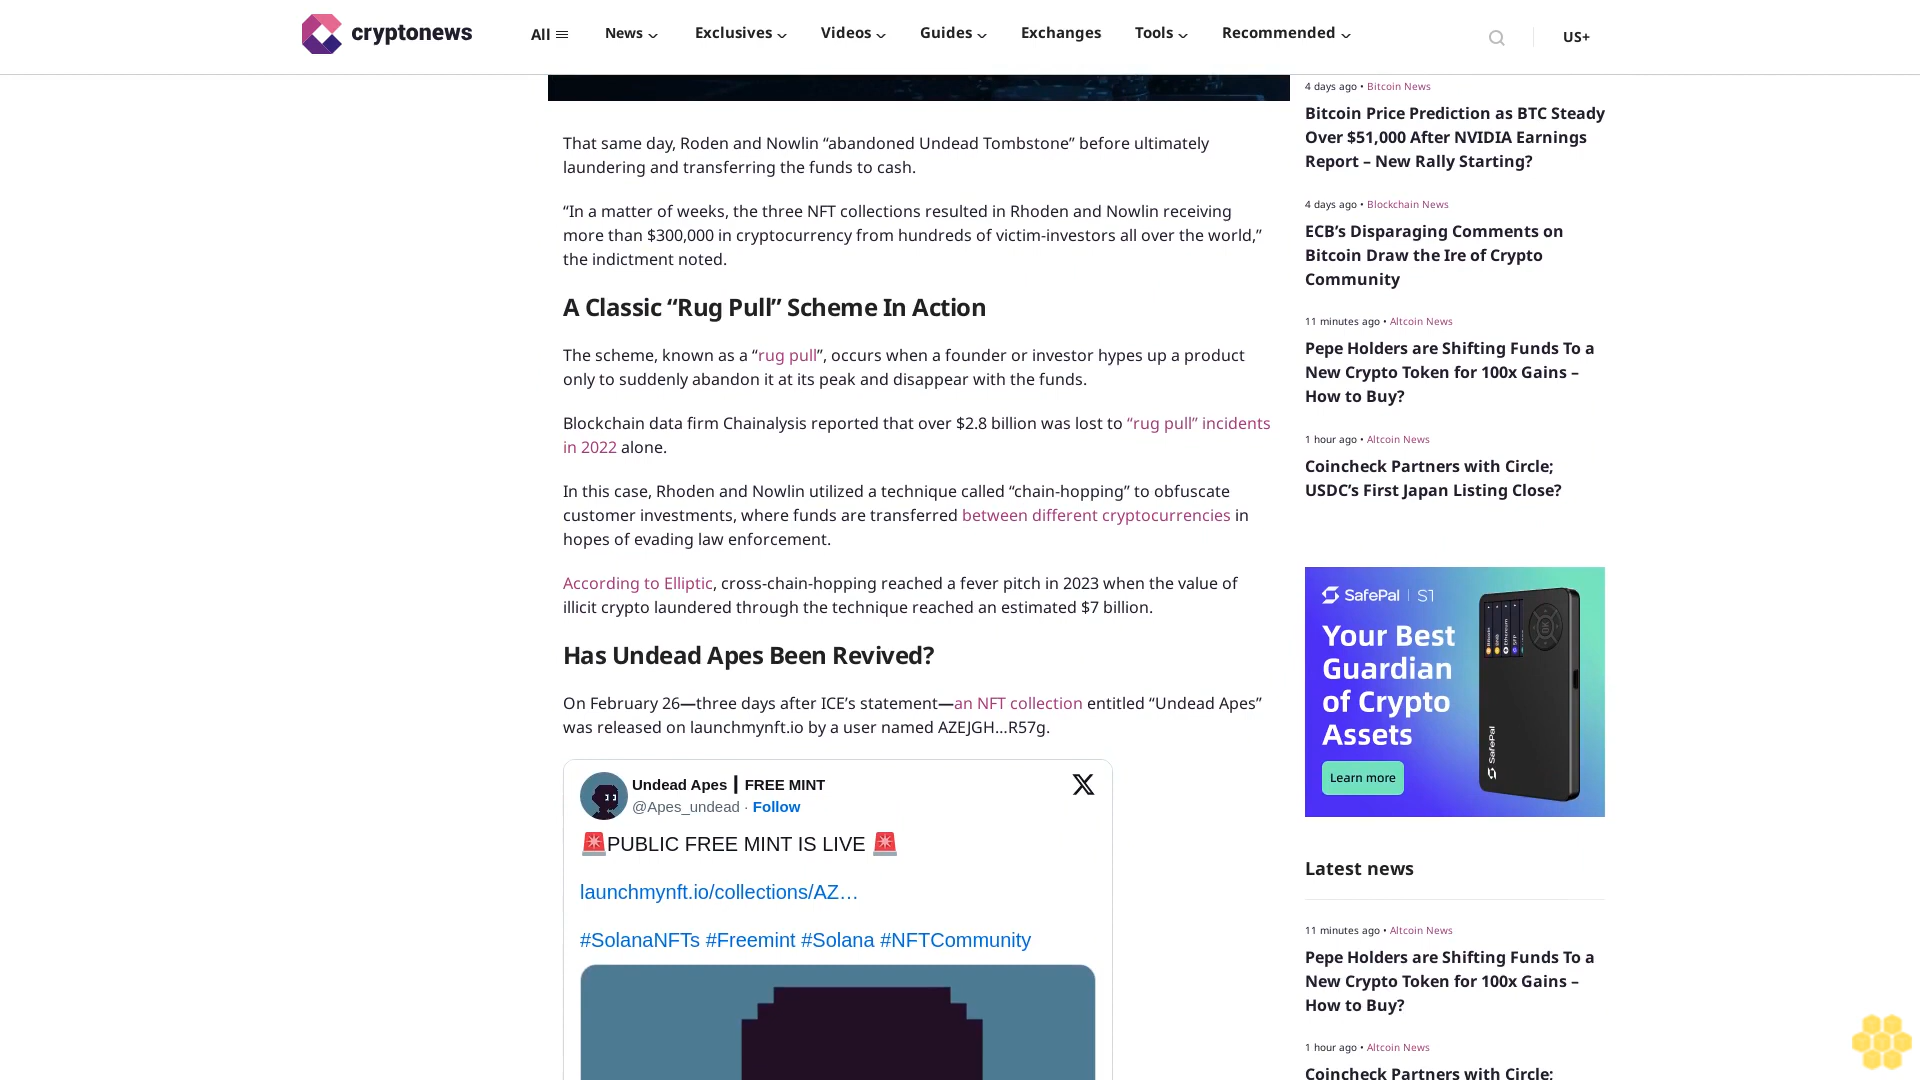 cryptonews
All
News
Exclusives
Videos
Guides
Exchanges
Tools
Recommended
US+
That same day, Roden and Nowlin “abandoned Undead Tombstone” before ultimately
laundering and transferring the funds to cash.
“In a matter of weeks, the three NFT collections resulted in Rhoden and Nowlin receiving
more than $300,000 in cryptocurrency from hundreds of victim-investors all over the world,”
the indictment noted.
A Classic “Rug Pull” Scheme In Action
The scheme, known as a “rug pull”, occurs when a founder or investor hypes up a product
only to suddenly abandon it at its peak and disappear with the funds.
Blockchain data firm Chainalysis reported that over $2.8 billion was lost to “rug pull” incidents
in 2022 alone.
In this case, Rhoden and Nowlin utilized a technique called “chain-hopping” to obfuscate
customer investments, where funds are transferred between different cryptocurrencies in
hopes of evading law enforcement.
According to Elliptic, cross-chain-hopping reached a fever pitch in 2023 when the value of
illicit crypto laundered through the technique reached an estimated $7 billion.
Has Undead Apes Been Revived?
On February 26—three days after ICE’s statement—an NFT collection entitled “Undead Apes”
was released on launchmynft.io by a user named AZEJGH…R57g.
Undead Apes ┃ FREE MINT
@Apes_undead · Follow
🚨PUBLIC FREE MINT IS LIVE 🚨
launchmynft.io/collections/AZ…
#SolanaNFTs #Freemint #Solana #NFTCommunity
4 days ago • Bitcoin News
Bitcoin Price Prediction as BTC Steady
Over $51,000 After NVIDIA Earnings
Report – New Rally Starting?
4 days ago • Blockchain News
ECB’s Disparaging Comments on
Bitcoin Draw the Ire of Crypto
Community
11 minutes ago • Altcoin News
Pepe Holders are Shifting Funds To a
New Crypto Token for 100x Gains –
How to Buy?
1 hour ago • Altcoin News
Coincheck Partners with Circle;
USDC’s First Japan Listing Close?
SafePal | S1
Your Best
Guardian
of Crypto
Assets
Learn more
SafePal
Latest news
11 minutes ago • Altcoin News
Pepe Holders are Shifting Funds To a
New Crypto Token for 100x Gains –
How to Buy?
1 hour ago • Altcoin News
Coincheck Partners with Circle;